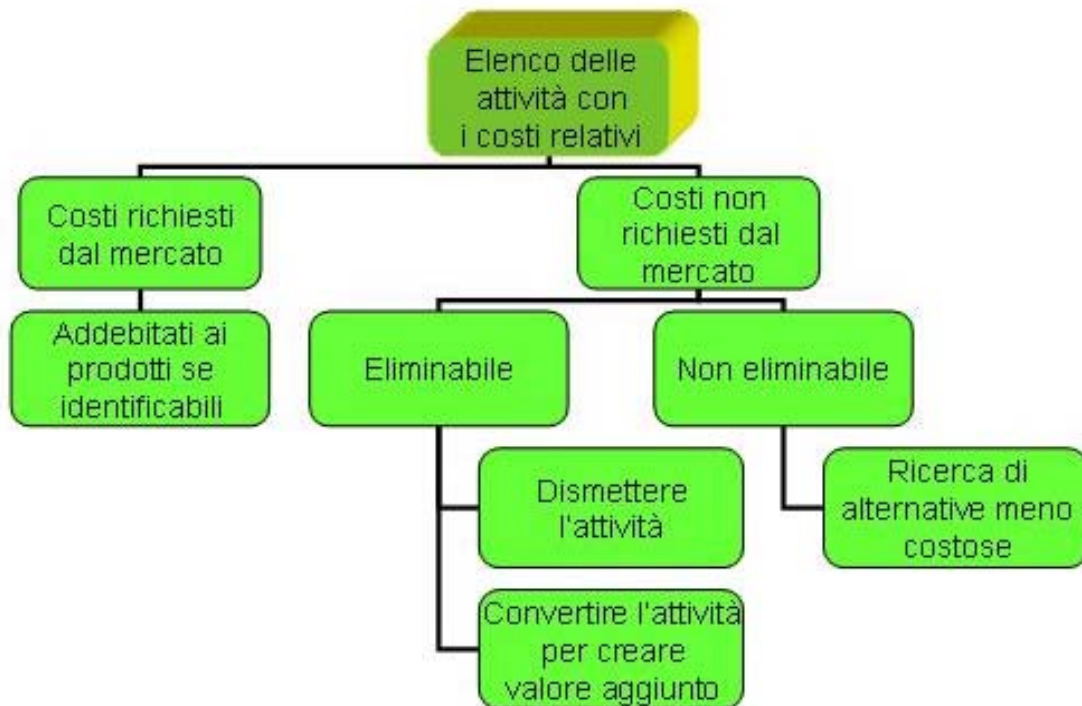 Elenco delle
attività con
i costi relativi
Costi richiesti
dal mercato
Costi non
richiesti dal
mercato
Addebitati ai
prodotti se
identificabili
Eliminabile
Non eliminabile
Dismettere
l'attività
Ricerca di
alternative meno
costose
Convertire l'attività
per creare
valore aggiunto